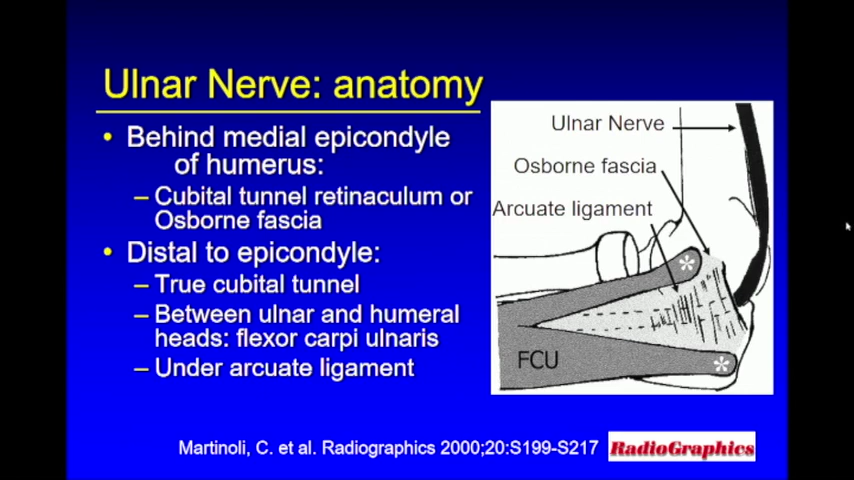 Ulnar Nerve: anatomy
• Behind medial epicondyle
of humerus:
– Cubital tunnel retinaculum or
Osborne fascia
• Distal to epicondyle:
– True cubital tunnel
– Between ulnar and humeral
heads: flexor carpi ulnaris
– Under arcuate ligament
Ulnar Nerve
Osborne fascia
Arcuate ligament
*
FCU
*
Martinoli, C. et al. Radiographics 2000;20:S199-S217
RadioGraphics